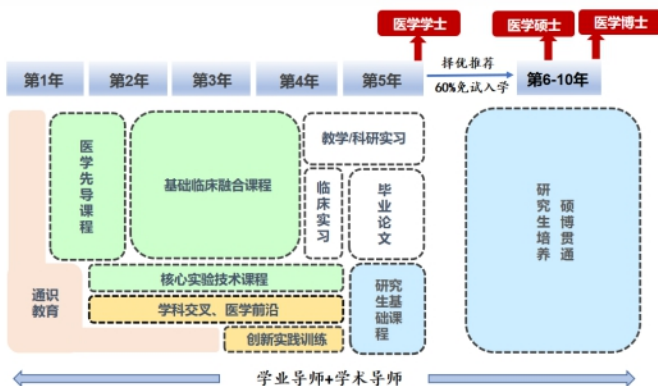 医学学士
医学硕士
医学博士
第1年
第2年
第3年
第4年
第5年
择优推荐
60%免试入学
第6-10年
医学先导课程
基础临床融合课程
教学/科研实习
临床实习
毕业论文
研究生培养
硕博贯通
通识
教育
核心实验技术课程
学科交叉、医学前沿
创新实践训练
研究
生基
础课
程
学业导师+学术导师